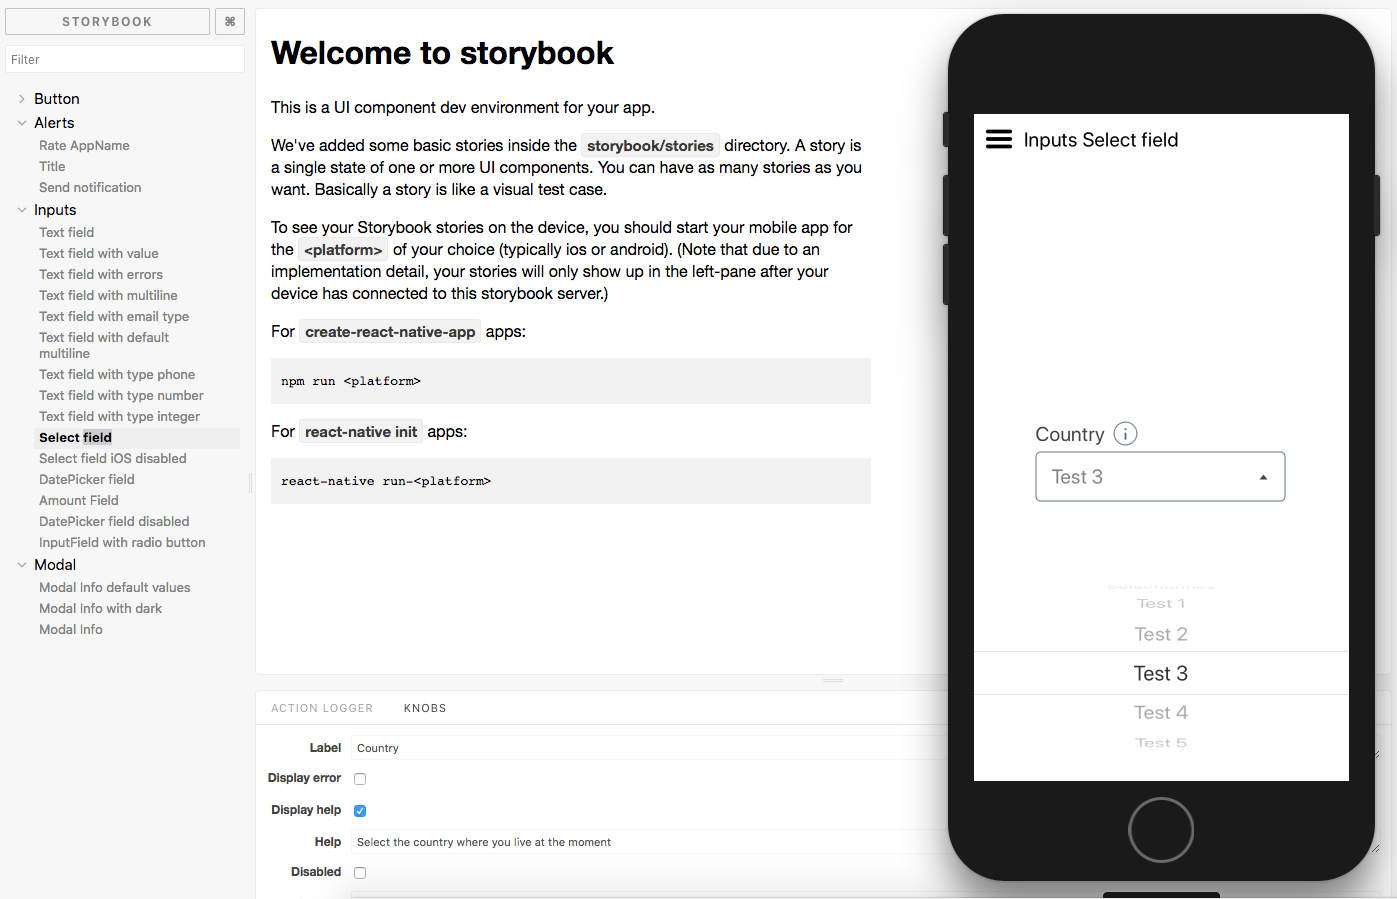 STORYBOOK
⌘
Filter
Button
Alerts
Rate AppName
Title
Send notification
Inputs
Text field
Text field with value
Text field with errors
Text field with multiline
Text field with email type
Text field with default
multiline
Text field with type phone
Text field with type number
Text field with type integer
Select field
Select field iOS disabled
DatePicker field
Amount Field
DatePicker field disabled
InputField with radio button
Modal
Modal Info default values
Modal Info with dark
Modal Info
Welcome to storybook
This is a UI component dev environment for your app.
We've added some basic stories inside the storybook/stories directory. A story is
a single state of one or more UI components. You can have as many stories as you
want. Basically a story is like a visual test case.
To see your Storybook stories on the device, you should start your mobile app for
the <platform> of your choice (typically ios or android). (Note that due to an
implementation detail, your stories will only show up in the left-pane after your
device has connected to this storybook server.)
For create-react-native-app apps:
npm run <platform>
For react-native init apps:
react-native run-<platform>
ACTION LOGGER KNOBS
Label Country
Display error
Display help
Help Select the country where you live at the moment
Disabled
Inputs Select field
Country i
Test 3
Test 1
Test 2
Test 3
Test 4
Test 5